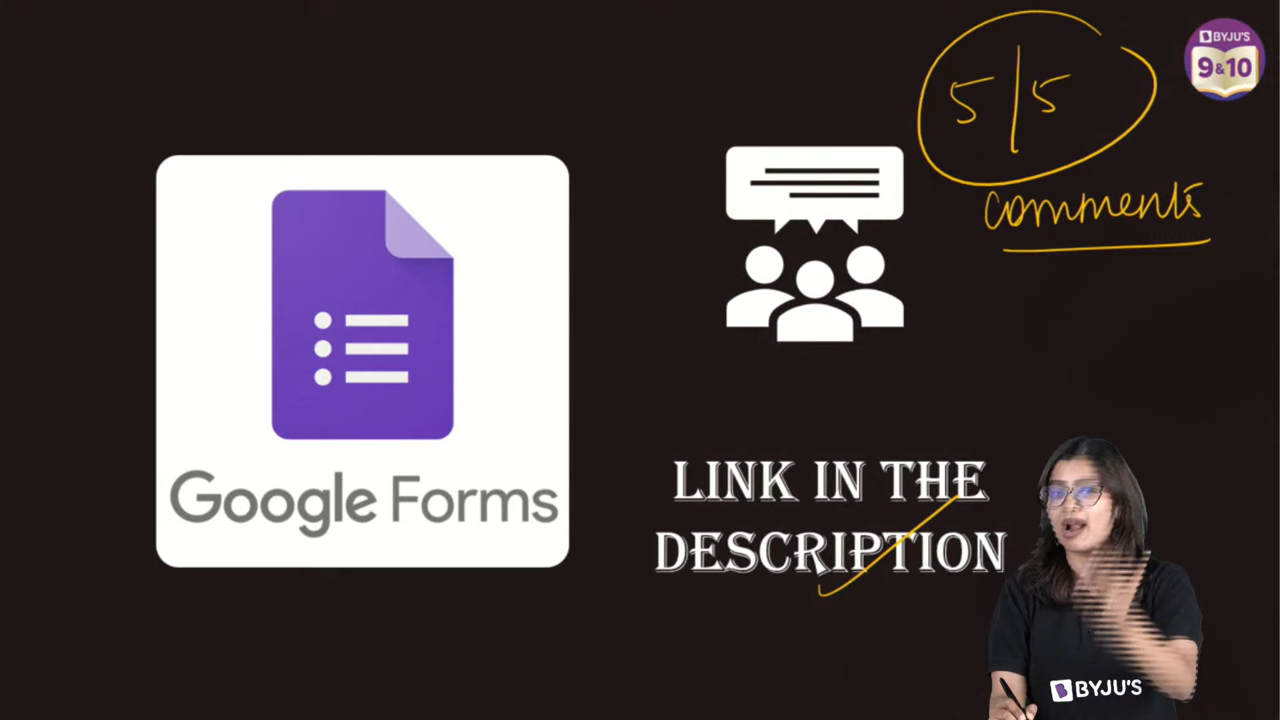 5|5
BYJU'S
9&10
comments
Google Forms
LINK IN THE
DESCRIPTION
BYJU'S